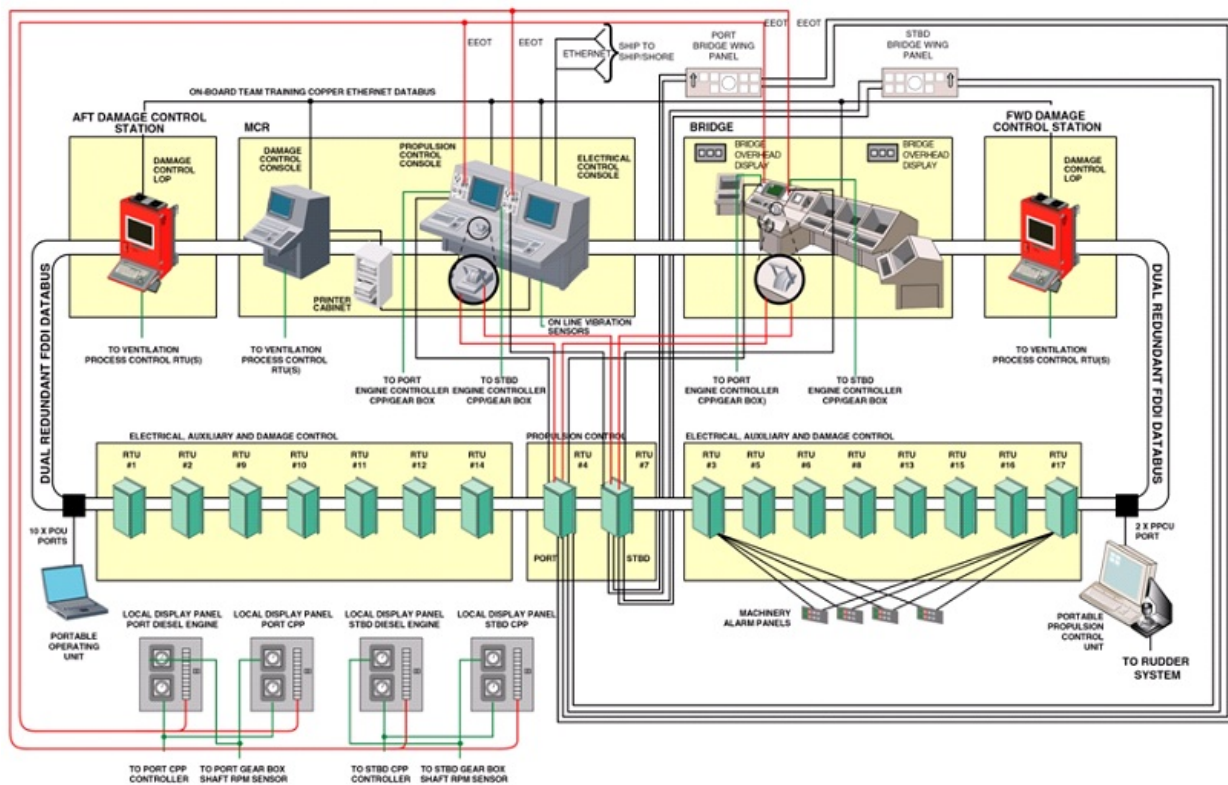 EEOT
EEOT
ETHERNET
SHIP TO
SHIP/SHORE
EEOT
EEOT
PORT
BRIDGE WING
PANEL
STBD
BRIDGE WING
PANEL
ON-BOARD TEAM TRAINING COPPER ETHERNET DATABUS
AFT DAMAGE CONTROL
STATION
DAMAGE
CONTROL
LOP
MCR
DAMAGE
CONTROL
CONSOLE
PROPULSION
CONTROL
CONSOLE
ELECTRICAL
CONTROL
CONSOLE
PRINTER
CABINET
BRIDGE
BRIDGE
OVERHEAD
DISPLAY
BRIDGE
OVERHEAD
DISPLAY
FWD DAMAGE
CONTROL STATION
DAMAGE
CONTROL
LOP
DUAL REDUNDANT FDDI DATABUS
DUAL REDUNDANT FDDI DATABUS
TO VENTILATION
PROCESS CONTROL RTU(S)
TO VENTILATION
PROCESS CONTROL
RTU(S)
ON LINE VIBRATION
SENSORS
TO PORT
ENGINE CONTROLLER
CPP/GEAR BOX
TO STBD
ENGINE CONTROLLER
CPP/GEAR BOX
TO PORT
ENGINE CONTROLLER
CPP/GEAR BOX)
TO STBD
ENGINE CONTROLLER
CPP/GEAR BOX
TO VENTILATION
PROCESS CONTROL RTU(S)
ELECTRICAL, AUXILIARY AND DAMAGE CONTROL
RTU
#1
RTU
#2
RTU
#9
RTU
#10
RTU
#11
RTU
#12
RTU
#14
PROPULSION CONTROL
RTU
#4
RTU
#7
PORT
STBD
ELECTRICAL, AUXILIARY AND DAMAGE CONTROL
RTU
#3
RTU
#5
RTU
#6
RTU
#8
RTU
#13
RTU
#15
RTU
#16
RTU
#17
10 X POU
PORTS
PORTABLE
OPERATING
UNIT
2 X PPCU
PORT
PORTABLE
PROPULSION
CONTROL
UNIT
TO RUDDER
SYSTEM
MACHINERY
ALARM PANELS
LOCAL DISPLAY PANEL
PORT DIESEL ENGINE
LOCAL DISPLAY PANEL
PORT CPP
LOCAL DISPLAY PANEL
STBD DIESEL ENGINE
LOCAL DISPLAY PANEL
STBD CPP
TO PORT CPP
CONTROLLER
TO PORT GEAR BOX
SHAFT RPM SENSOR
TO STBD CPP
CONTROLLER
TO STBD GEAR BOX
SHAFT RPM SENSOR